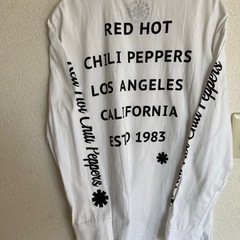 RED HOT
CHILI PEPPERS
LOS ANGELES
CALIFORNIA
ESTD 1983
Red Hot Chili Peppers
Red Hot Chili Peppers